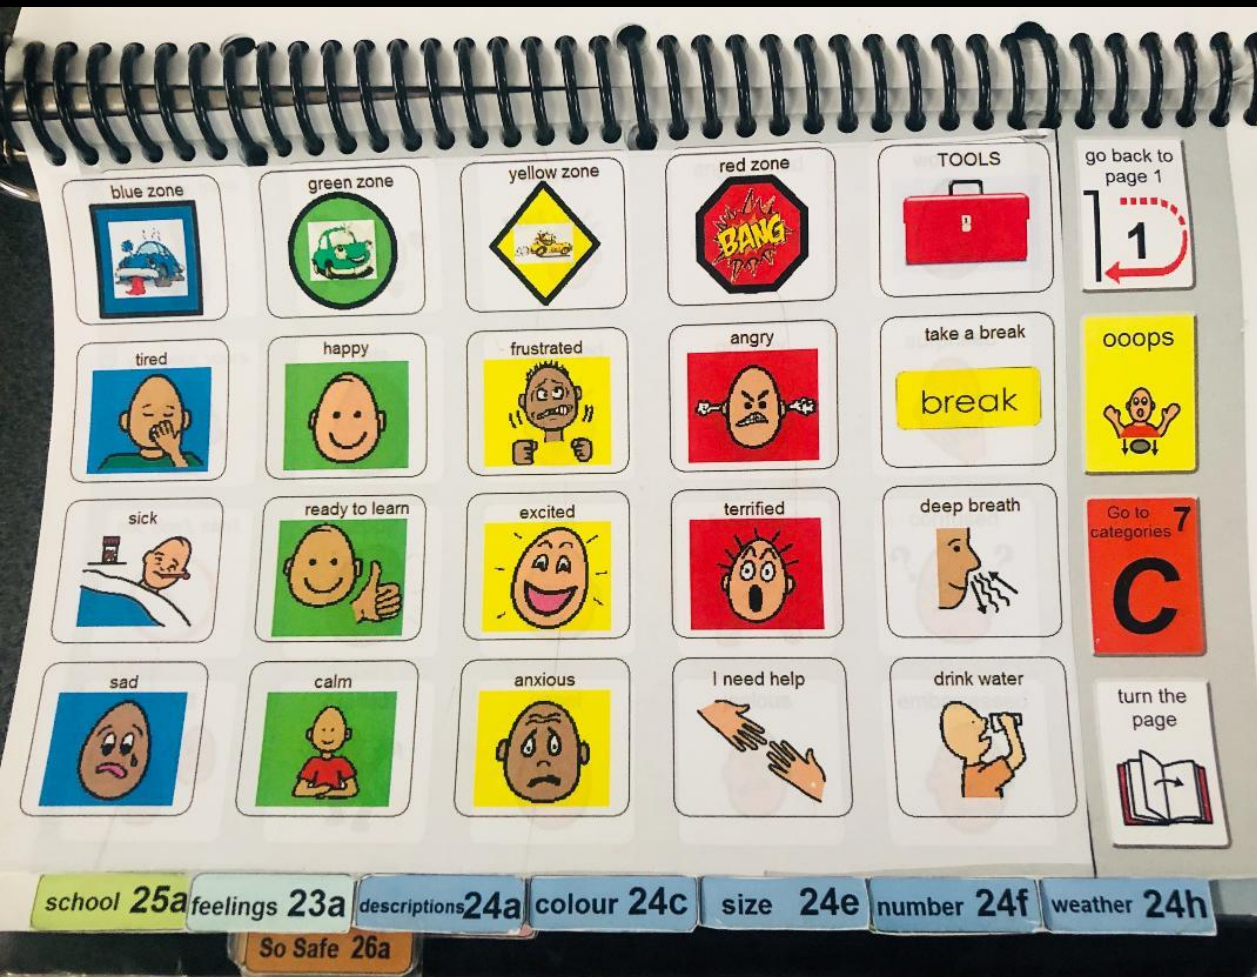 blue zone
green zone
yellow zone
red zone
BANG
TOOLS
go back to
page 1
1
tired
happy
frustrated
angry
take a break
break
ooops
sick
ready to learn
excited
terrified
deep breath
Go to 7
categories
C
sad
calm
anxious
I need help
drink water
turn the
page
school 25a
feelings 23a
descriptions 24a
colour 24c
size 24e
number 24f
weather 24h
So Safe 26a